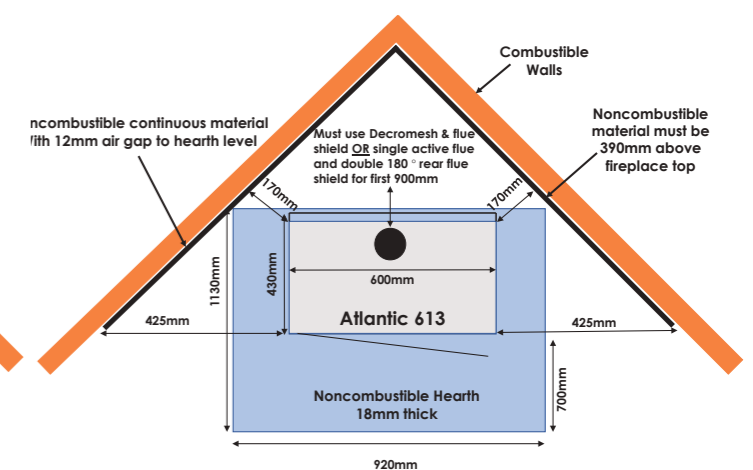 Combustible
Walls
ncombustible continuous material
ith 12mm air gap to hearth level
Must use Decromesh & flue
shield OR single active flue
and double 180 ° rear flue
shield for first 900mm
Noncombustible
material must be
390mm above
fireplace top
170mm
170mm
1130mm
430mm
600mm
425mm
Atlantic 613
425mm
700mm
Noncombustible Hearth
18mm thick
920mm